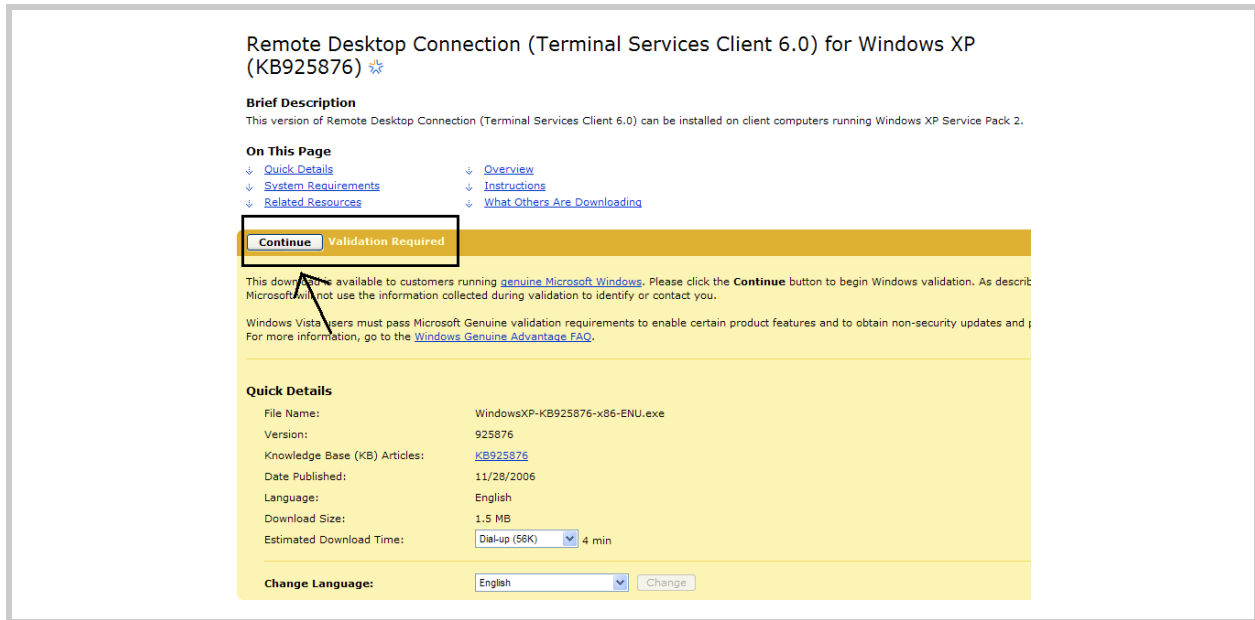 Remote Desktop Connection (Terminal Services Client 6.0) for Windows XP
(KB925876)
Brief Description
This version of Remote Desktop Connection (Terminal Services Client 6.0) can be installed on client computers running Windows XP Service Pack 2.
On This Page
Quick Details
Overview
System Requirements
Instructions
Related Resources
What Others Are Downloading
Continue Validation Required
This download is available to customers running genuine Microsoft Windows. Please click the Continue button to begin Windows validation. As describ
Microsoft will not use the information collected during validation to identify or contact you.
Windows Vista users must pass Microsoft Genuine validation requirements to enable certain product features and to obtain non-security updates and p
For more information, go to the Windows Genuine Advantage FAQ.
Quick Details
File Name: WindowsXP-KB925876-x86-ENU.exe
Version: 925876
Knowledge Base (KB) Articles: KB925876
Date Published: 11/28/2006
Language: English
Download Size: 1.5 MB
Estimated Download Time: Dial-up (56K) 4 min
Change Language: English Change